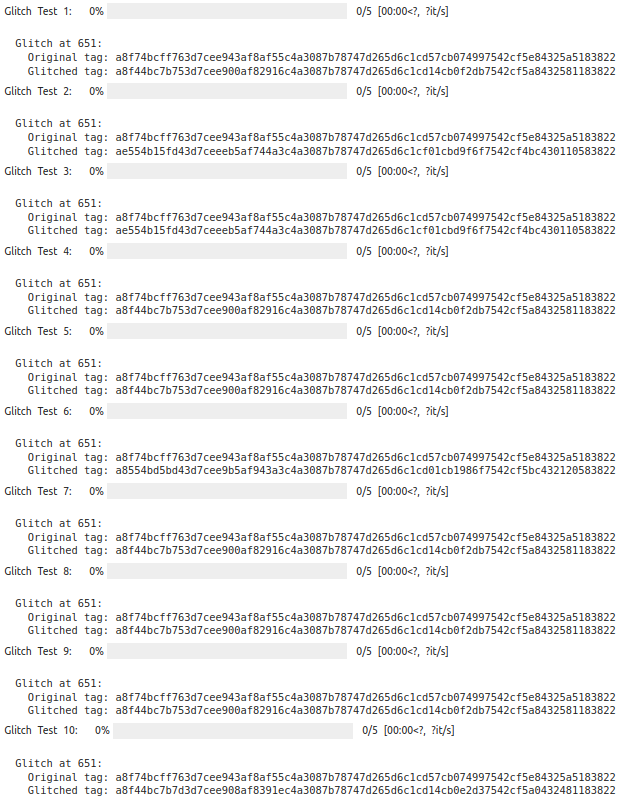 Glitch Test 1: 0% 0/5 [00:00<?, ?it/s]
Glitch at 651:
Original tag: a8f74bcff763d7cee943af8af55c4a3087b78747d265d6c1cd57cb074997542cf5e84325a5183822
Glitched tag: a8f44bc7b753d7cee900af82916c4a3087b78747d265d6c1cd14cb0f2db7542cf5a8432581183822
Glitch Test 2: 0% 0/5 [00:00<?, ?it/s]
Glitch at 651:
Original tag: a8f74bcff763d7cee943af8af55c4a3087b78747d265d6c1cd57cb074997542cf5e84325a5183822
Glitched tag: ae554b15fd43d7ceeeb5af744a3c4a3087b78747d265d6c1cf01cbd9f6f7542cf4bc430110583822
Glitch Test 3: 0% 0/5 [00:00<?, ?it/s]
Glitch at 651:
Original tag: a8f74bcff763d7cee943af8af55c4a3087b78747d265d6c1cd57cb074997542cf5e84325a5183822
Glitched tag: ae554b15fd43d7ceeeb5af744a3c4a3087b78747d265d6c1cf01cbd9f6f7542cf4bc430110583822
Glitch Test 4: 0% 0/5 [00:00<?, ?it/s]
Glitch at 651:
Original tag: a8f74bcff763d7cee943af8af55c4a3087b78747d265d6c1cd57cb074997542cf5e84325a5183822
Glitched tag: a8f44bc7b753d7cee900af82916c4a3087b78747d265d6c1cd14cb0f2db7542cf5a8432581183822
Glitch Test 5: 0% 0/5 [00:00<?, ?it/s]
Glitch at 651:
Original tag: a8f74bcff763d7cee943af8af55c4a3087b78747d265d6c1cd57cb074997542cf5e84325a5183822
Glitched tag: a8f44bc7b753d7cee900af82916c4a3087b78747d265d6c1cd14cb0f2db7542cf5a8432581183822
Glitch Test 6: 0% 0/5 [00:00<?, ?it/s]
Glitch at 651:
Original tag: a8f74bcff763d7cee943af8af55c4a3087b78747d265d6c1cd57cb074997542cf5e84325a5183822
Glitched tag: a8554bd5bd43d7cee9b5af943a3c4a3087b78747d265d6c1cd01cb1986f7542cf5bc432120583822
Glitch Test 7: 0% 0/5 [00:00<?, ?it/s]
Glitch at 651:
Original tag: a8f74bcff763d7cee943af8af55c4a3087b78747d265d6c1cd57cb074997542cf5e84325a5183822
Glitched tag: a8f44bc7b753d7cee900af82916c4a3087b78747d265d6c1cd14cb0f2db7542cf5a8432581183822
Glitch Test 8: 0% 0/5 [00:00<?, ?it/s]
Glitch at 651:
Original tag: a8f74bcff763d7cee943af8af55c4a3087b78747d265d6c1cd57cb074997542cf5e84325a5183822
Glitched tag: a8f44bc7b753d7cee900af82916c4a3087b78747d265d6c1cd14cb0f2db7542cf5a8432581183822
Glitch Test 9: 0% 0/5 [00:00<?, ?it/s]
Glitch at 651:
Original tag: a8f74bcff763d7cee943af8af55c4a3087b78747d265d6c1cd57cb074997542cf5e84325a5183822
Glitched tag: a8f44bc7b753d7cee900af82916c4a3087b78747d265d6c1cd14cb0f2db7542cf5a8432581183822
Glitch Test 10: 0% 0/5 [00:00<?, ?it/s]
Glitch at 651:
Original tag: a8f74bcff763d7cee943af8af55c4a3087b78747d265d6c1cd57cb074997542cf5e84325a5183822
Glitched tag: a8f44bc7b7d3d7cee908af8391ec4a3087b78747d265d6c1cd14cb0e2d37542cf5a0432481183822